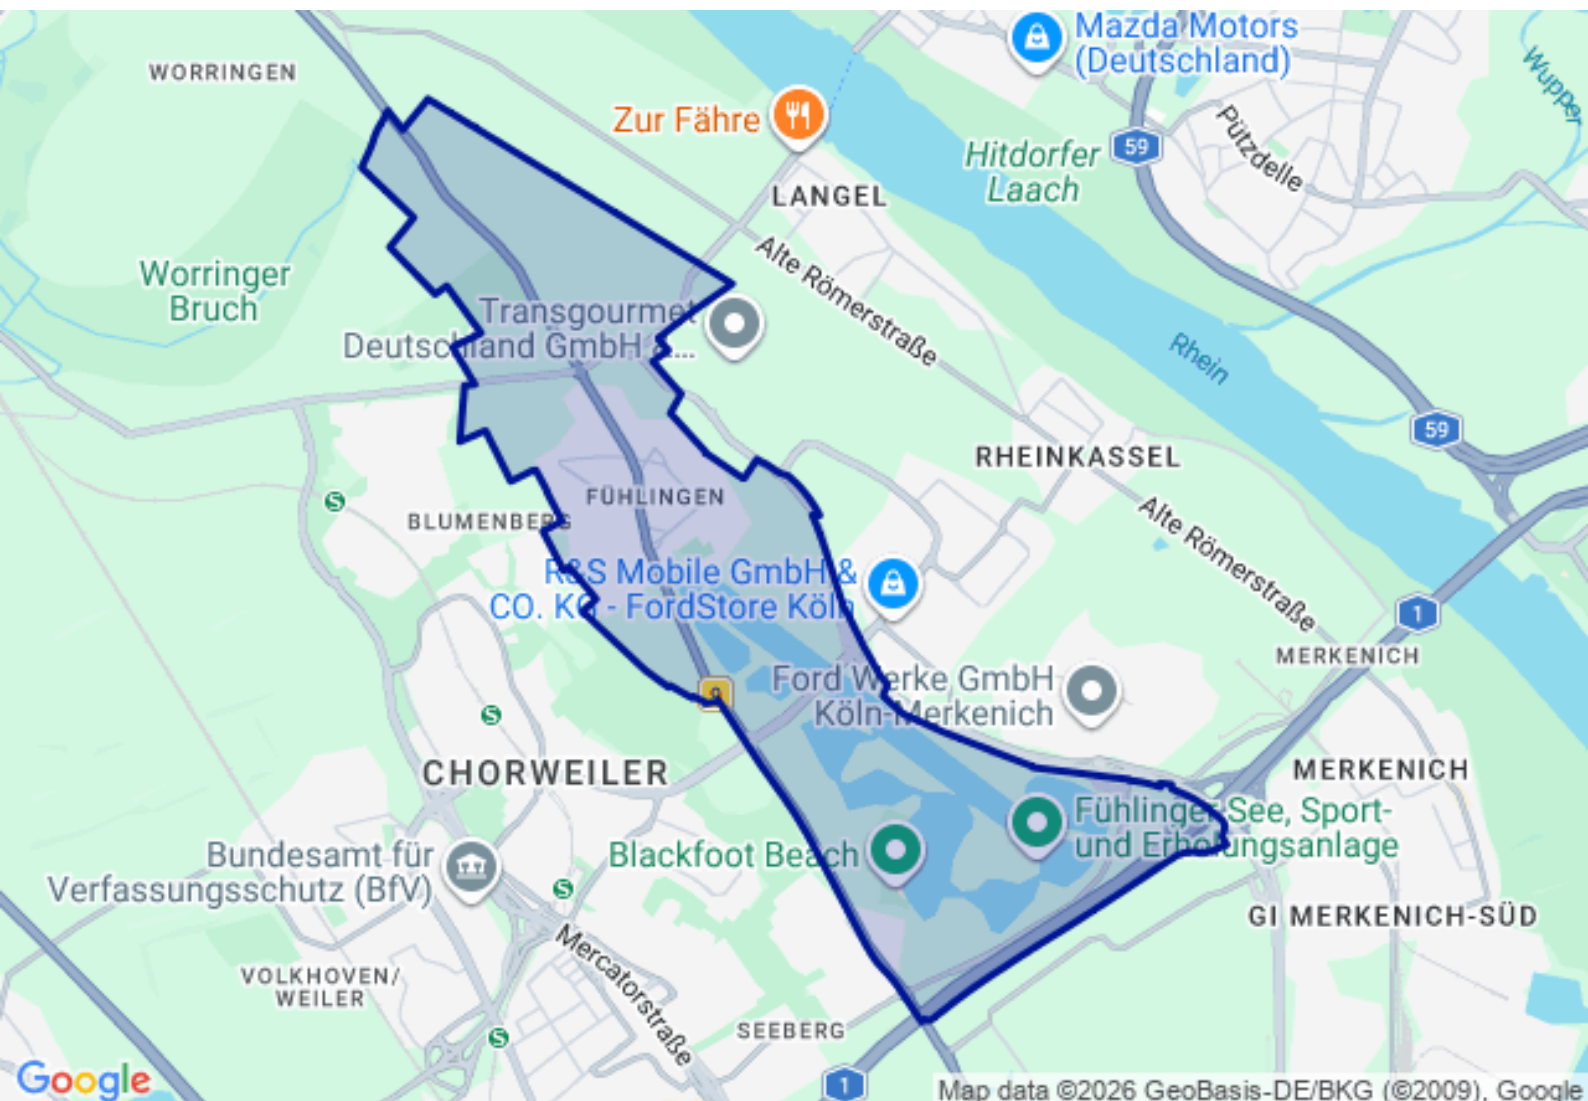 Mazda Motors
(Deutschland)
Wupper
WORRINGEN
Zur Fähre
59
Pützdelle
Hitdorfer
Laach
LANGEL
Worringer
Bruch
Alte Römerstraße
Transgourmet
Deutschland GmbH &...
Rhein
59
RHEINKASSEL
S
FÜHLINGEN
BLUMENBERG
Alte Römerstraße
R&S Mobile GmbH &
CO. KG - FordStore Köln
1
MERKENICH
Ford Werke GmbH
Köln-Merkenich
9
S
CHORWEILER
MERKENICH
Fühlinger See, Sport-
und Erholungsanlage
Blackfoot Beach
Bundesamt für
Verfassungsschutz (BfV)
S
GI MERKENICH-SÜD
Mercatorstraße
VOLKHOVEN/
WEILER
SEEBERG
S
Google
1
Map data ©2026 GeoBasis-DE/BKG (©2009), Google